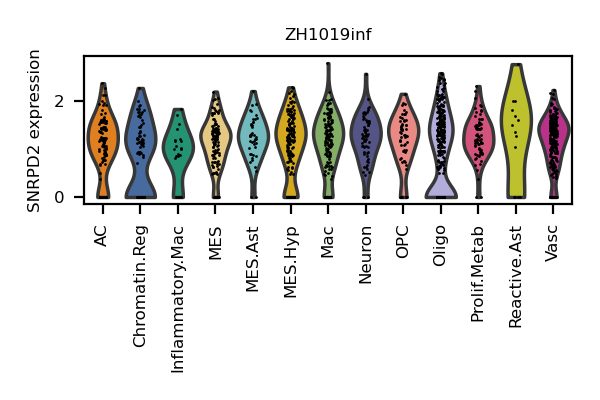 ZH1019inf
SNRPD2 expression
2
0
AC
Chromatin.Reg
Inflammatory.Mac
MES
MES.Ast
MES.Hyp
Mac
Neuron
OPC
Oligo
Prolif.Metab
Reactive.Ast
Vasc